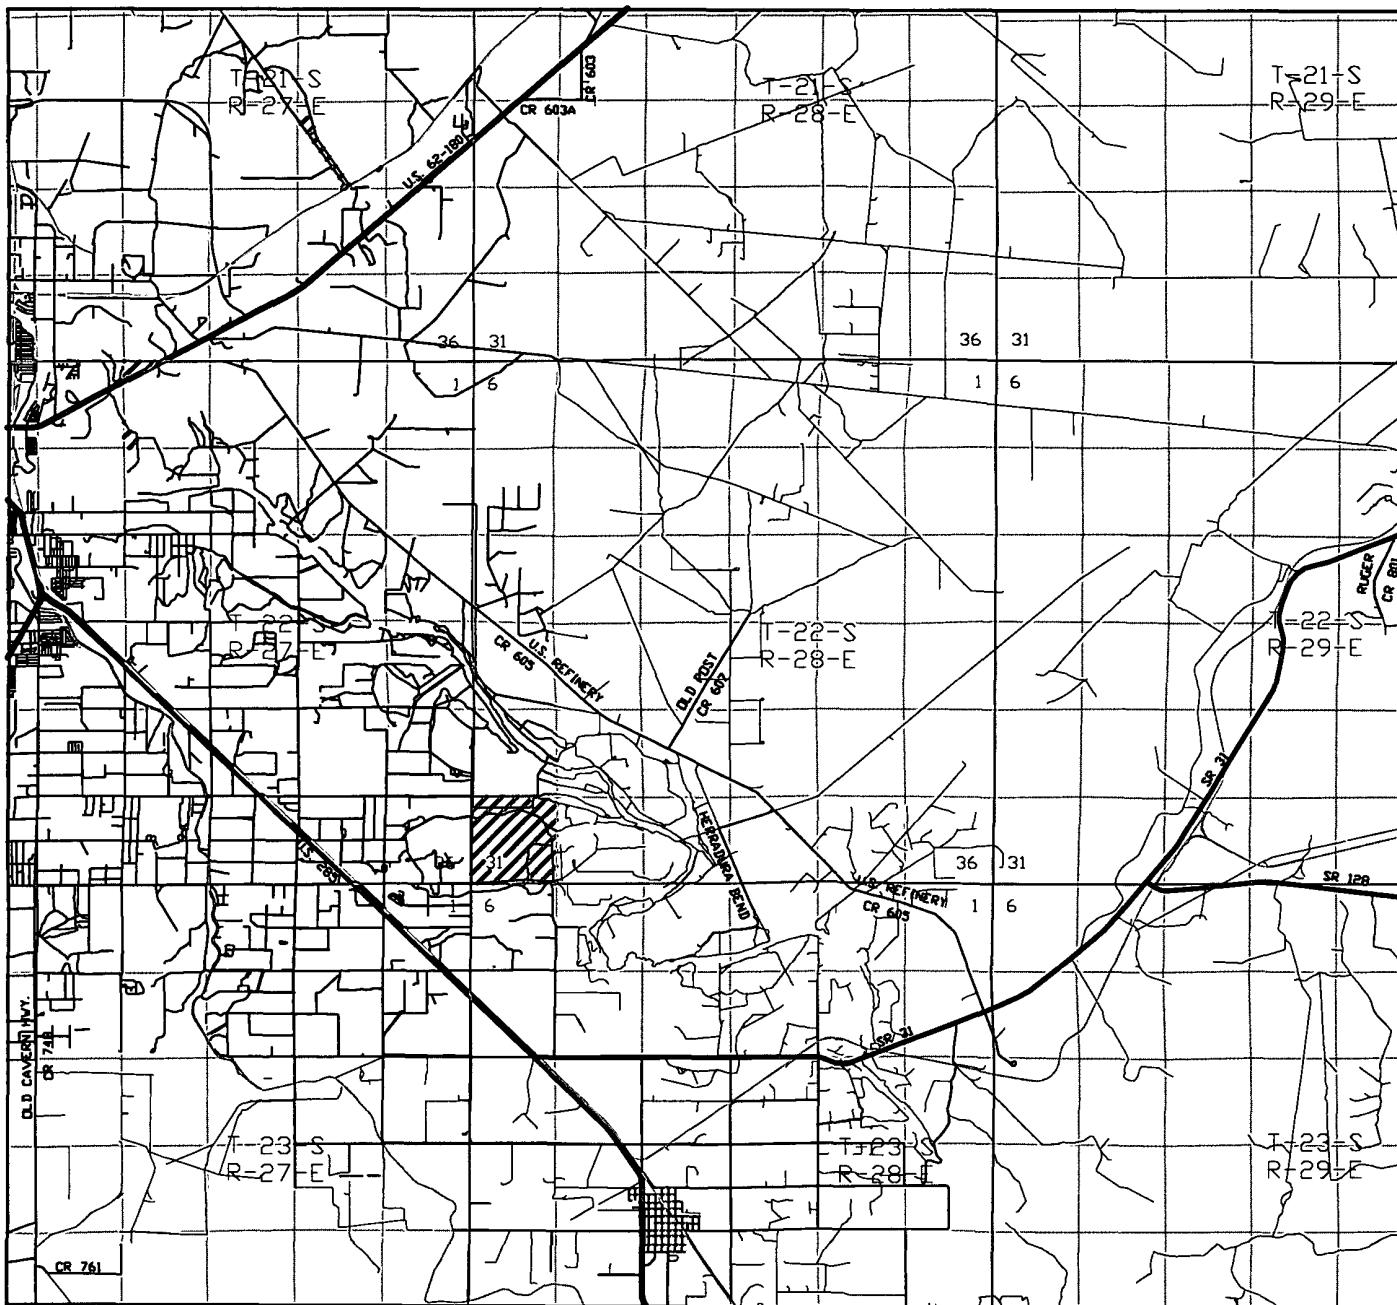 T-21-S
R-27-E
T-21-S
R-28-E
T-21-S
R-29-E
CR 603
CR 603A
U.S. 62-180
36 31
36 31
1 6
1 6
RUGER
CR 801
T-22-S
R-27-E
T-22-S
R-28-E
T-22-S
R-29-E
U.S. REFINERY
CR 605
OLD POST
CR 602
SR 31
HERRADURA BEND
U.S. 285
31
36 31
6
1 6
U.S. REFINERY
CR 605
SR 128
OLD CAVERN HWY.
SR 31
T-23-S
R-27-E
T-23-S
R-28-E
T-23-S
R-29-E
CR 761